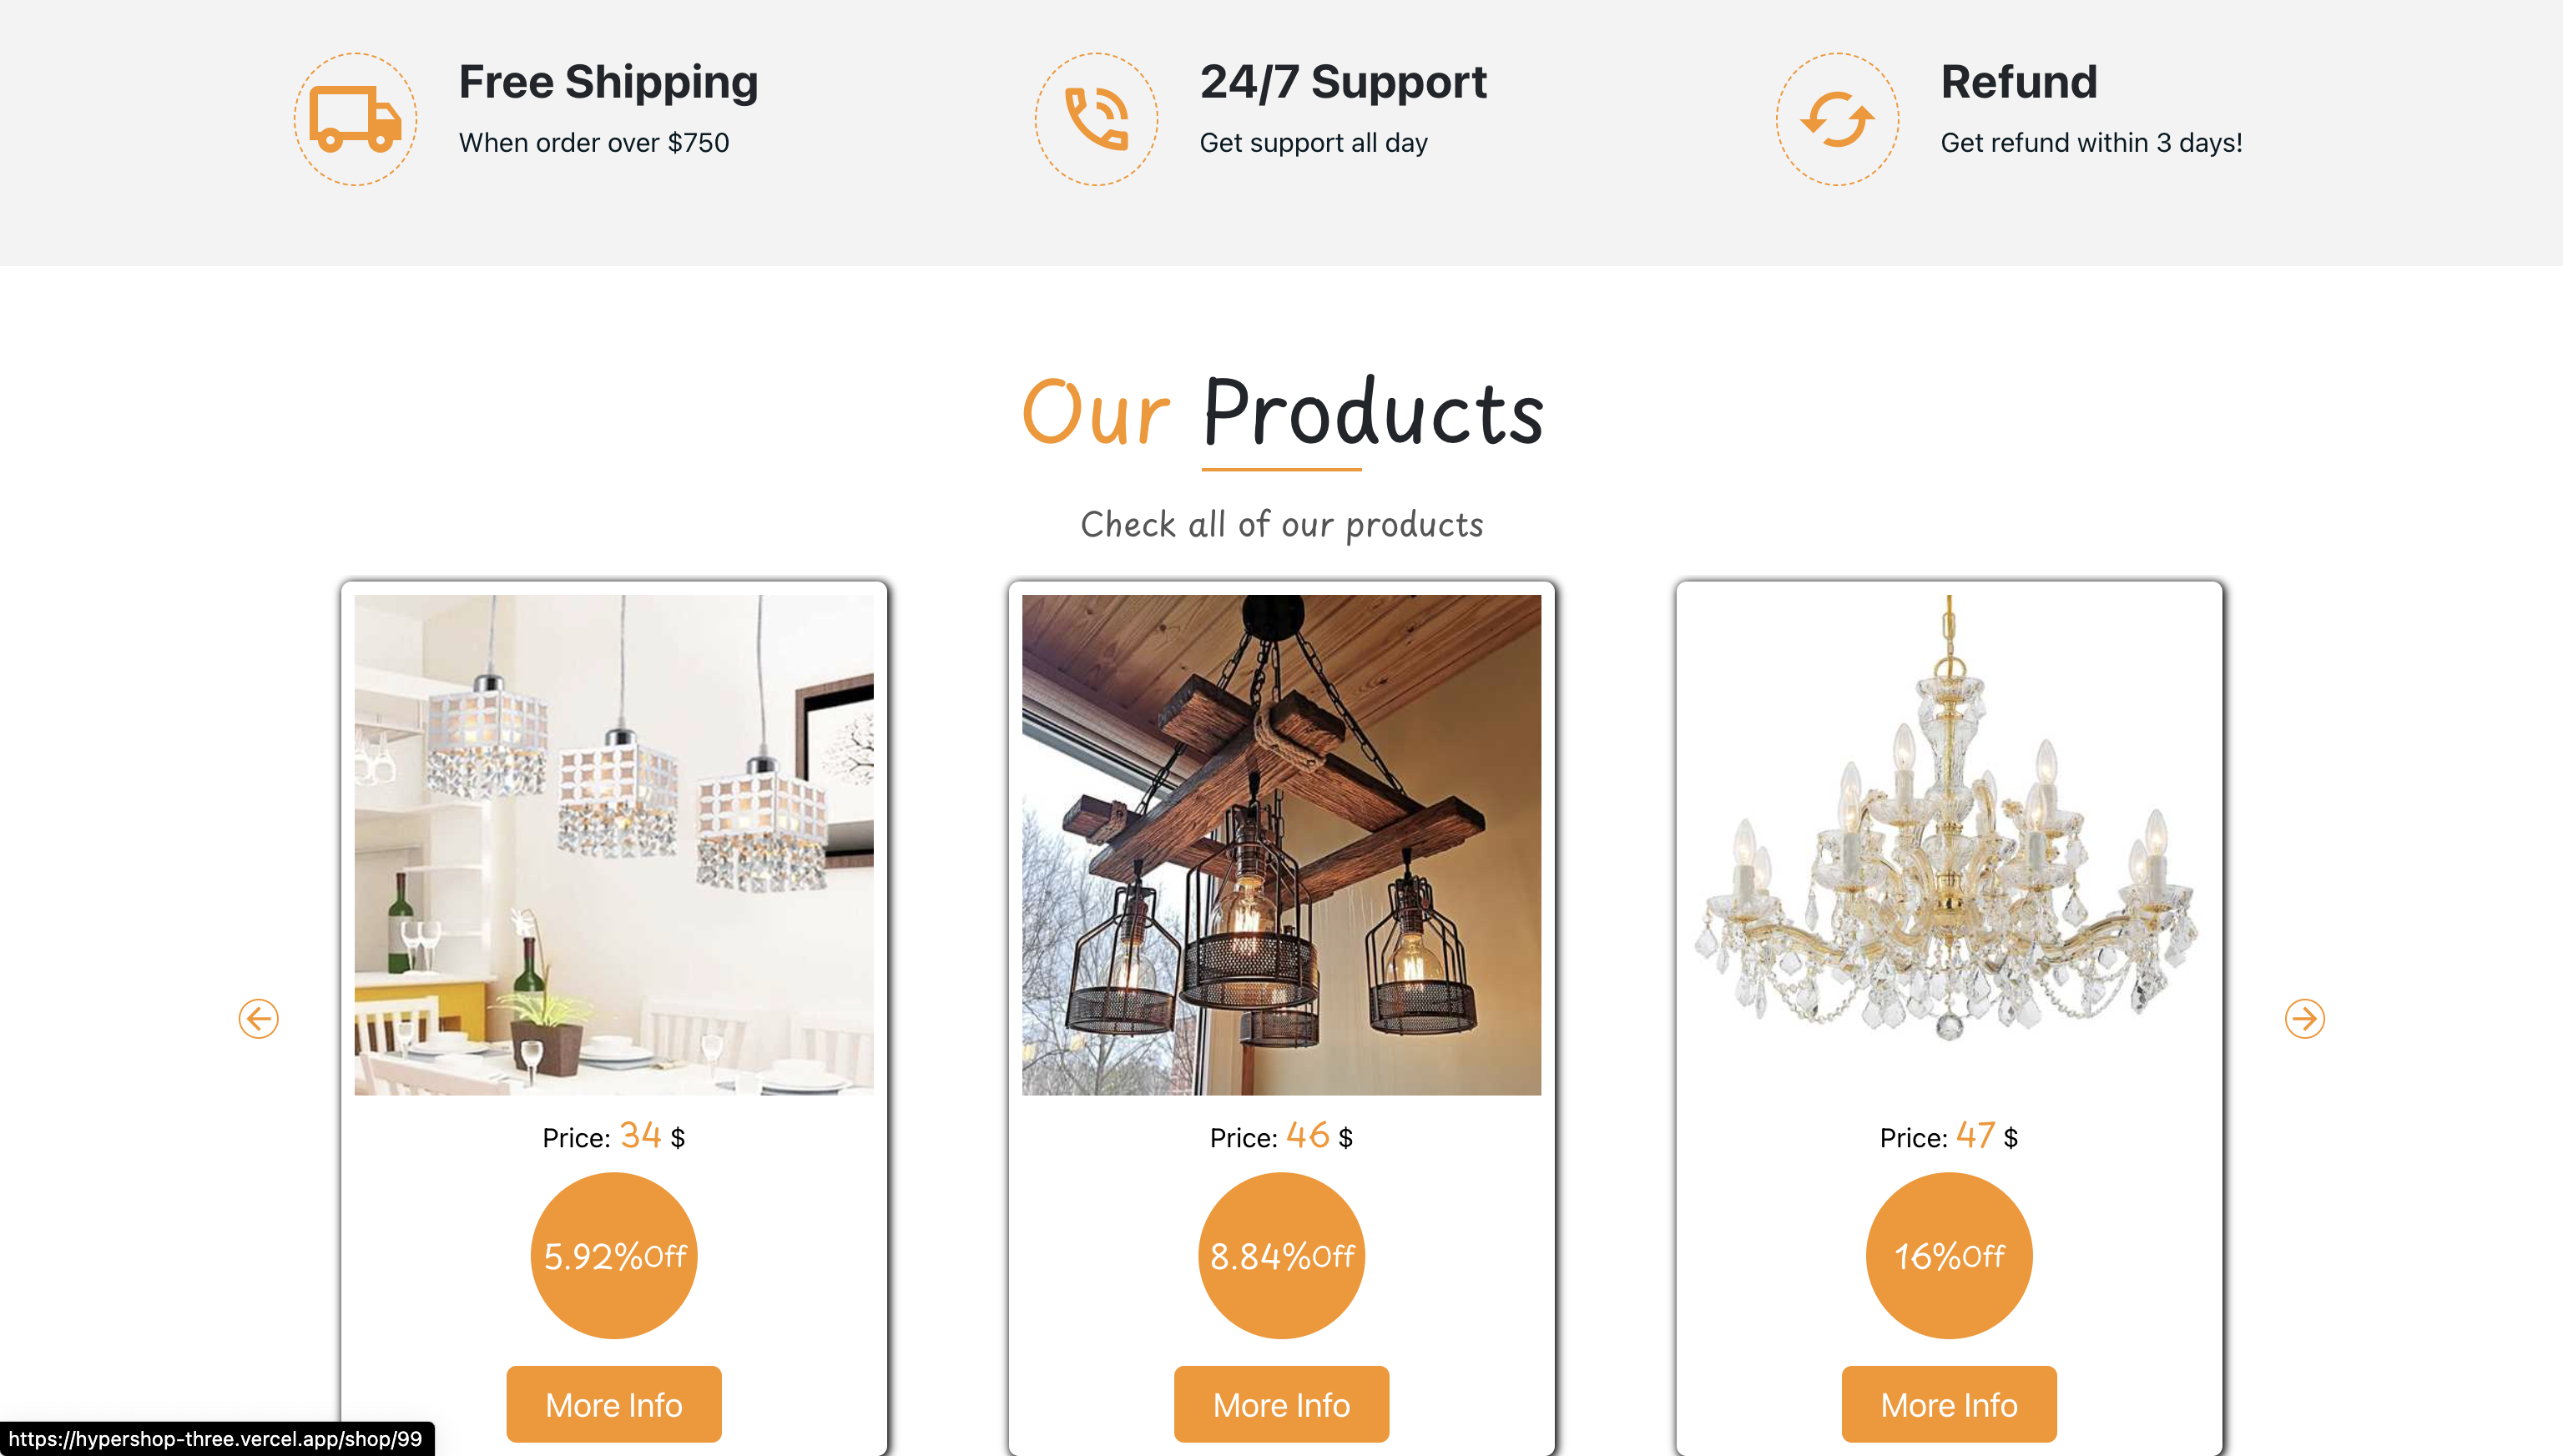 Free Shipping
When order over $750
24/7 Support
Get support all day
Refund
Get refund within 3 days!
Our Products
Check all of our products
Price: 34 $
5.92%Off
More Info
Price: 46 $
8.84%Off
More Info
Price: 47 $
16%Off
More Info
https://hypershop-three.vercel.app/shop/99